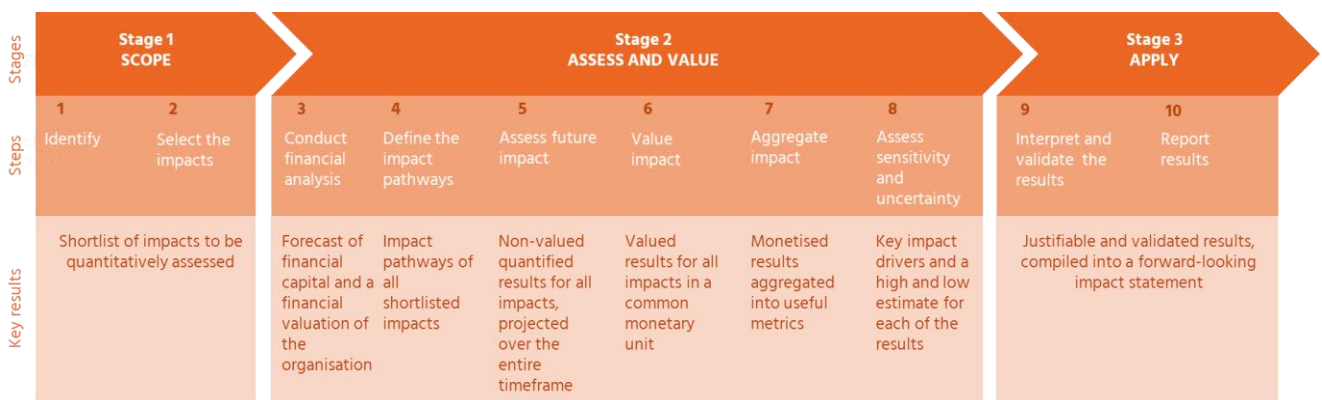 Stages
Stage 1
SCOPE
Stage 2
ASSESS AND VALUE
Stage 3
APPLY
Steps
1
Identify
2
Select the
impacts
3
Conduct
financial
analysis
4
Define the
impact
pathways
5
Assess future
impact
6
Value
impact
7
Aggregate
impact
8
Assess
sensitivity
and
uncertainty
9
Interpret and
validate the
results
10
Report
results
Key results
Shortlist of impacts to be
quantitatively assessed
Forecast of
financial
capital and a
financial
valuation of
the
organisation
Impact
pathways of
all
shortlisted
impacts
Non-valued
quantified
results for all
impacts,
projected
over the
entire
timeframe
Valued
results for all
impacts in a
common
monetary
unit
Monetised
results
aggregated
into useful
metrics
Key impact
drivers and a
high and low
estimate for
each of the
results
Justifiable and validated results,
compiled into a forward-looking
impact statement